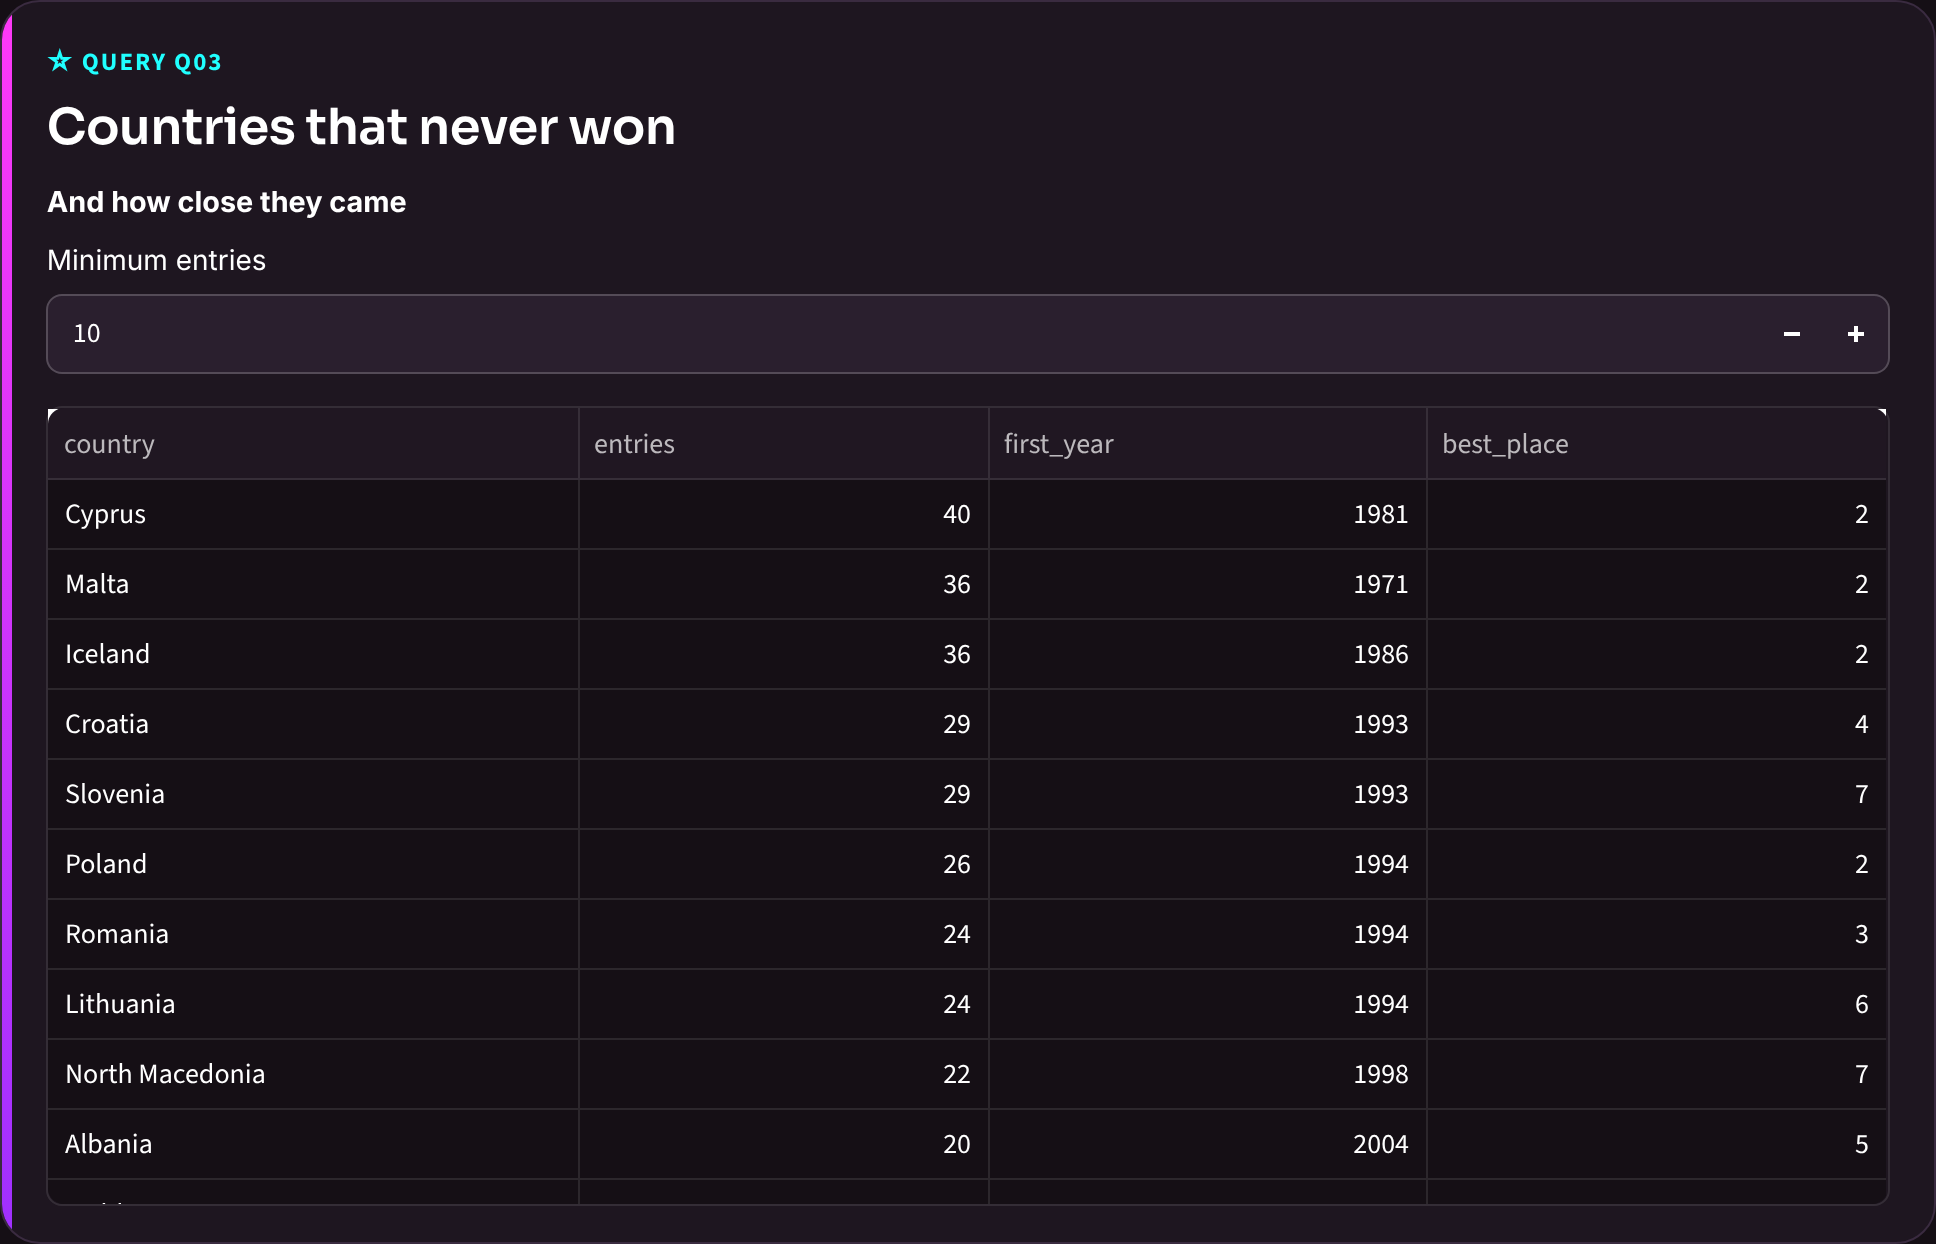 ☆ QUERY Q03
Countries that never won
And how close they came
Minimum entries
10 − +
country entries first_year best_place
Cyprus 40 1981 2
Malta 36 1971 2
Iceland 36 1986 2
Croatia 29 1993 4
Slovenia 29 1993 7
Poland 26 1994 2
Romania 24 1994 3
Lithuania 24 1994 6
North Macedonia 22 1998 7
Albania 20 2004 5